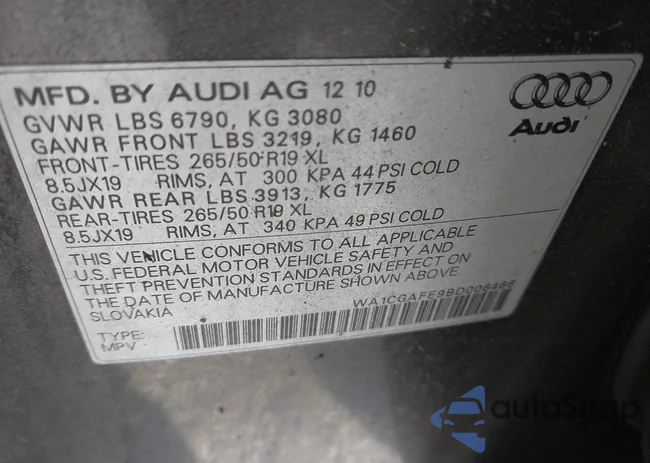 MFD. BY AUDI AG 12 10
GVWR LBS 6790, KG 3080
GAWR FRONT LBS 3219, KG 1460
FRONT-TIRES 265/50 R19 XL
8.5JX19 RIMS, AT 300 KPA 44 PSI COLD
GAWR REAR LBS 3913, KG 1775
REAR-TIRES 265/50 R19 XL
8.5JX19 RIMS, AT 340 KPA 49 PSI COLD
THIS VEHICLE CONFORMS TO ALL APPLICABLE
U.S. FEDERAL MOTOR VEHICLE SAFETY AND
THEFT PREVENTION STANDARDS IN EFFECT ON
THE DATE OF MANUFACTURE SHOWN ABOVE.
SLOVAKIA
WA1CGAFE9BD006468
TYPE:
MPV
Audi
autoSnap